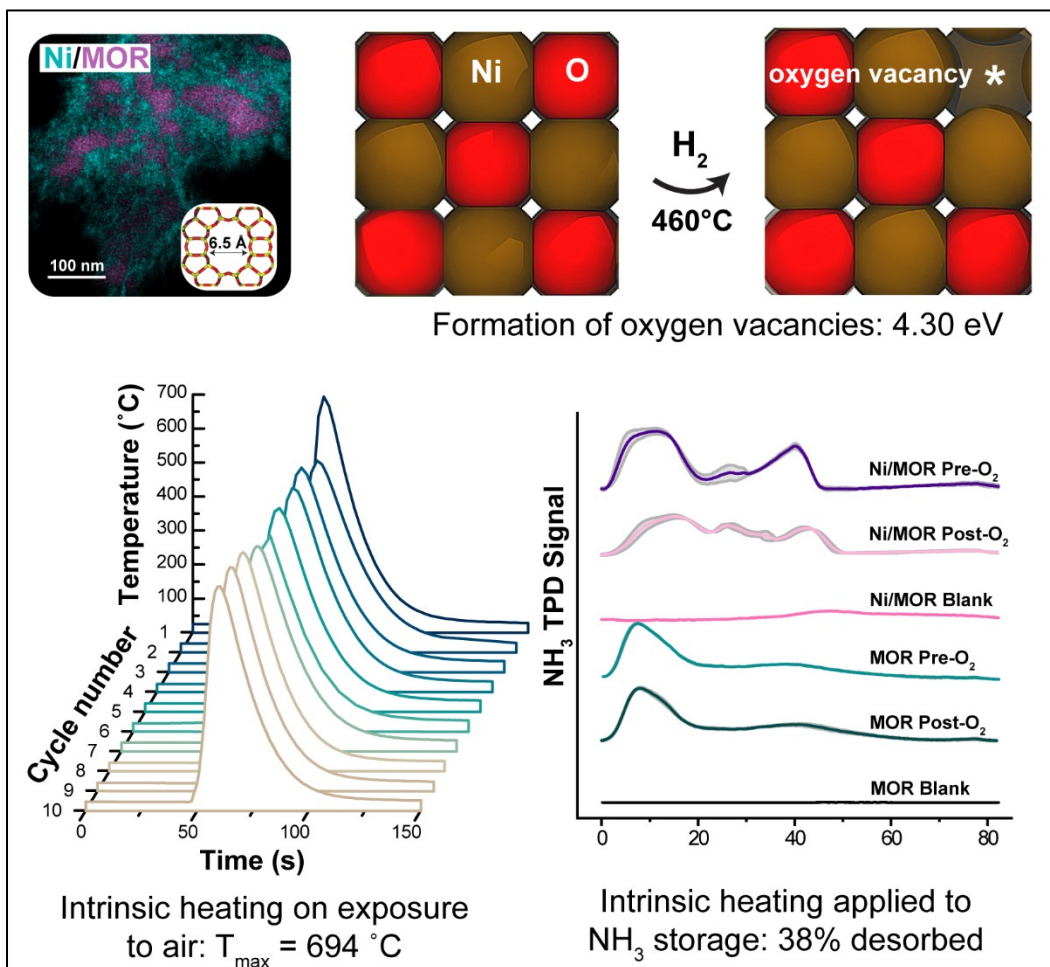 Ni/MOR
6.5 Å
100 nm
Ni
O
H₂
460°C
oxygen vacancy *
Formation of oxygen vacancies: 4.30 eV
Temperature (˚C)
700
600
500
400
300
200
100
Cycle number
1
2
3
4
5
6
7
8
9
10
0
50
100
150
Time (s)
Intrinsic heating on exposure
to air: Tmax = 694 ˚C
NH₃ TPD Signal
Ni/MOR Pre-O₂
Ni/MOR Post-O₂
Ni/MOR Blank
MOR Pre-O₂
MOR Post-O₂
MOR Blank
0
20
40
60
80
Intrinsic heating applied to
NH₃ storage: 38% desorbed